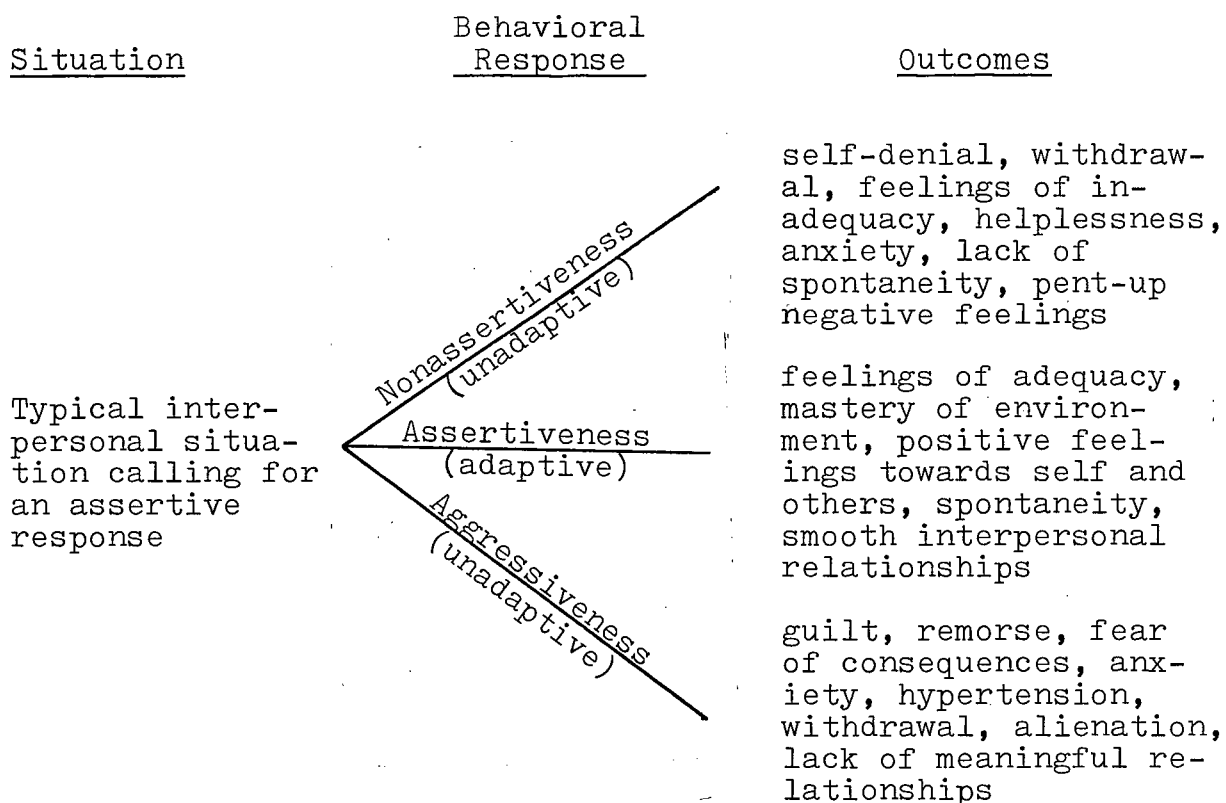 Situation
Behavioral
Response
Outcomes
Typical inter-
personal situa-
tion calling for
an assertive
response
Nonassertiveness
(unadaptive)
self-denial, withdraw-
al, feelings of in-
adequacy, helplessness,
anxiety, lack of
spontaneity, pent-up
negative feelings
Assertiveness
(adaptive)
feelings of adequacy,
mastery of environ-
ment, positive feel-
ings towards self and
others, spontaneity,
smooth interpersonal
relationships
Aggressiveness
(unadaptive)
guilt, remorse, fear
of consequences, anx-
iety, hypertension,
withdrawal, alienation,
lack of meaningful re-
lationships